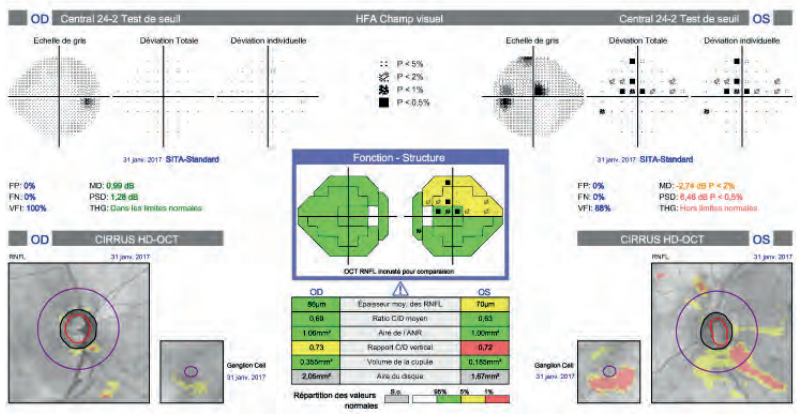 OD Central 24-2 Test de seuil HFA Champ visuel Central 24-2 Test de seuil OS
Echelle de gris Déviation Totale Déviation individuelle Echelle de gris Déviation Totale Déviation individuelle
P < 5%
P < 2%
P < 1%
P < 0,5%
31 janv. 2017 SITA-Standard 31 janv. 2017 SITA-Standard
Fonction - Structure
FP: 0% MD: 0,99 dB FP: 0% MD: -2,74 dB P < 2%
FN: 0% PSD: 1,28 dB FN: 0% PSD: 6,46 dB P < 0,5%
VFI: 100% THG: Dans les limites normales VFI: 88% THG: Hors limites normales
OD CIRRUS HD-OCT CIRRUS HD-OCT OS
RNFL 31 janv. 2017 RNFL 31 janv. 2017
OCT RNFL incrusté pour comparaison
OD OS
86µm Épaisseur moy. des RNFL 70µm
0,69 Ratio C/D moyen 0,63
1.06mm² Aire de l'ANR 1.00mm²
0,73 Rapport C/D vertical 0,72
0.355mm³ Volume de la cupule 0.185mm³
2,06mm² Aire du disque 1.67mm²
Ganglion Cell
31 janv. 2017
Ganglion Cell
31 janv. 2017
Répartition des valeurs normales
S.o. 95% 5% 1%